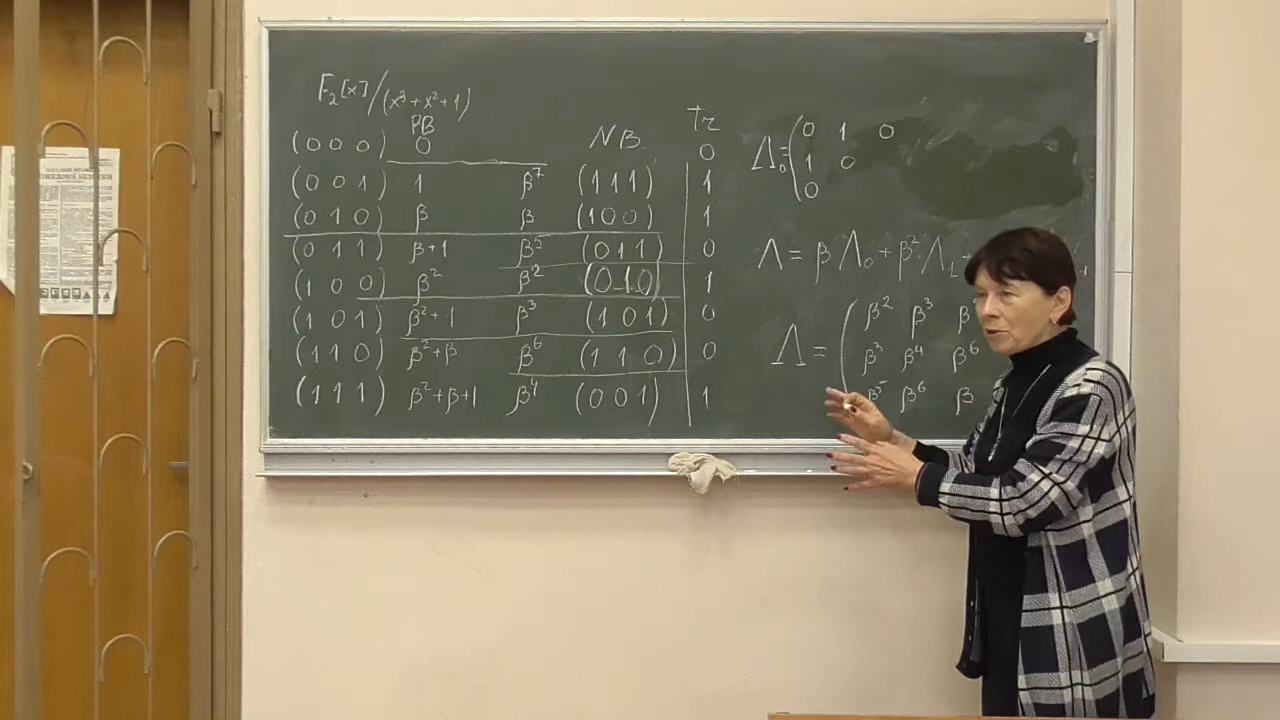 F₂[x]/(x³+x²+1)
PB NB Tr
(0 0 0) 0 0
(0 0 1) 1 β⁷ (1 1 1) 1
(0 1 0) β β (1 0 0) 1
(0 1 1) β+1 β⁵ (0 1 1) 0
(1 0 0) β² β² (0 1 0) 1
(1 0 1) β²+1 β³ (1 0 1) 0
(1 1 0) β²+β β⁶ (1 1 0) 0
(1 1 1) β²+β+1 β⁴ (0 0 1) 1
Λ₀=(0 1 0
1 0
0
Λ = β Λ₀ + β² Λ₁ +
Λ = (β² β³ β
β³ β⁴ β⁶
β⁵ β⁶ β